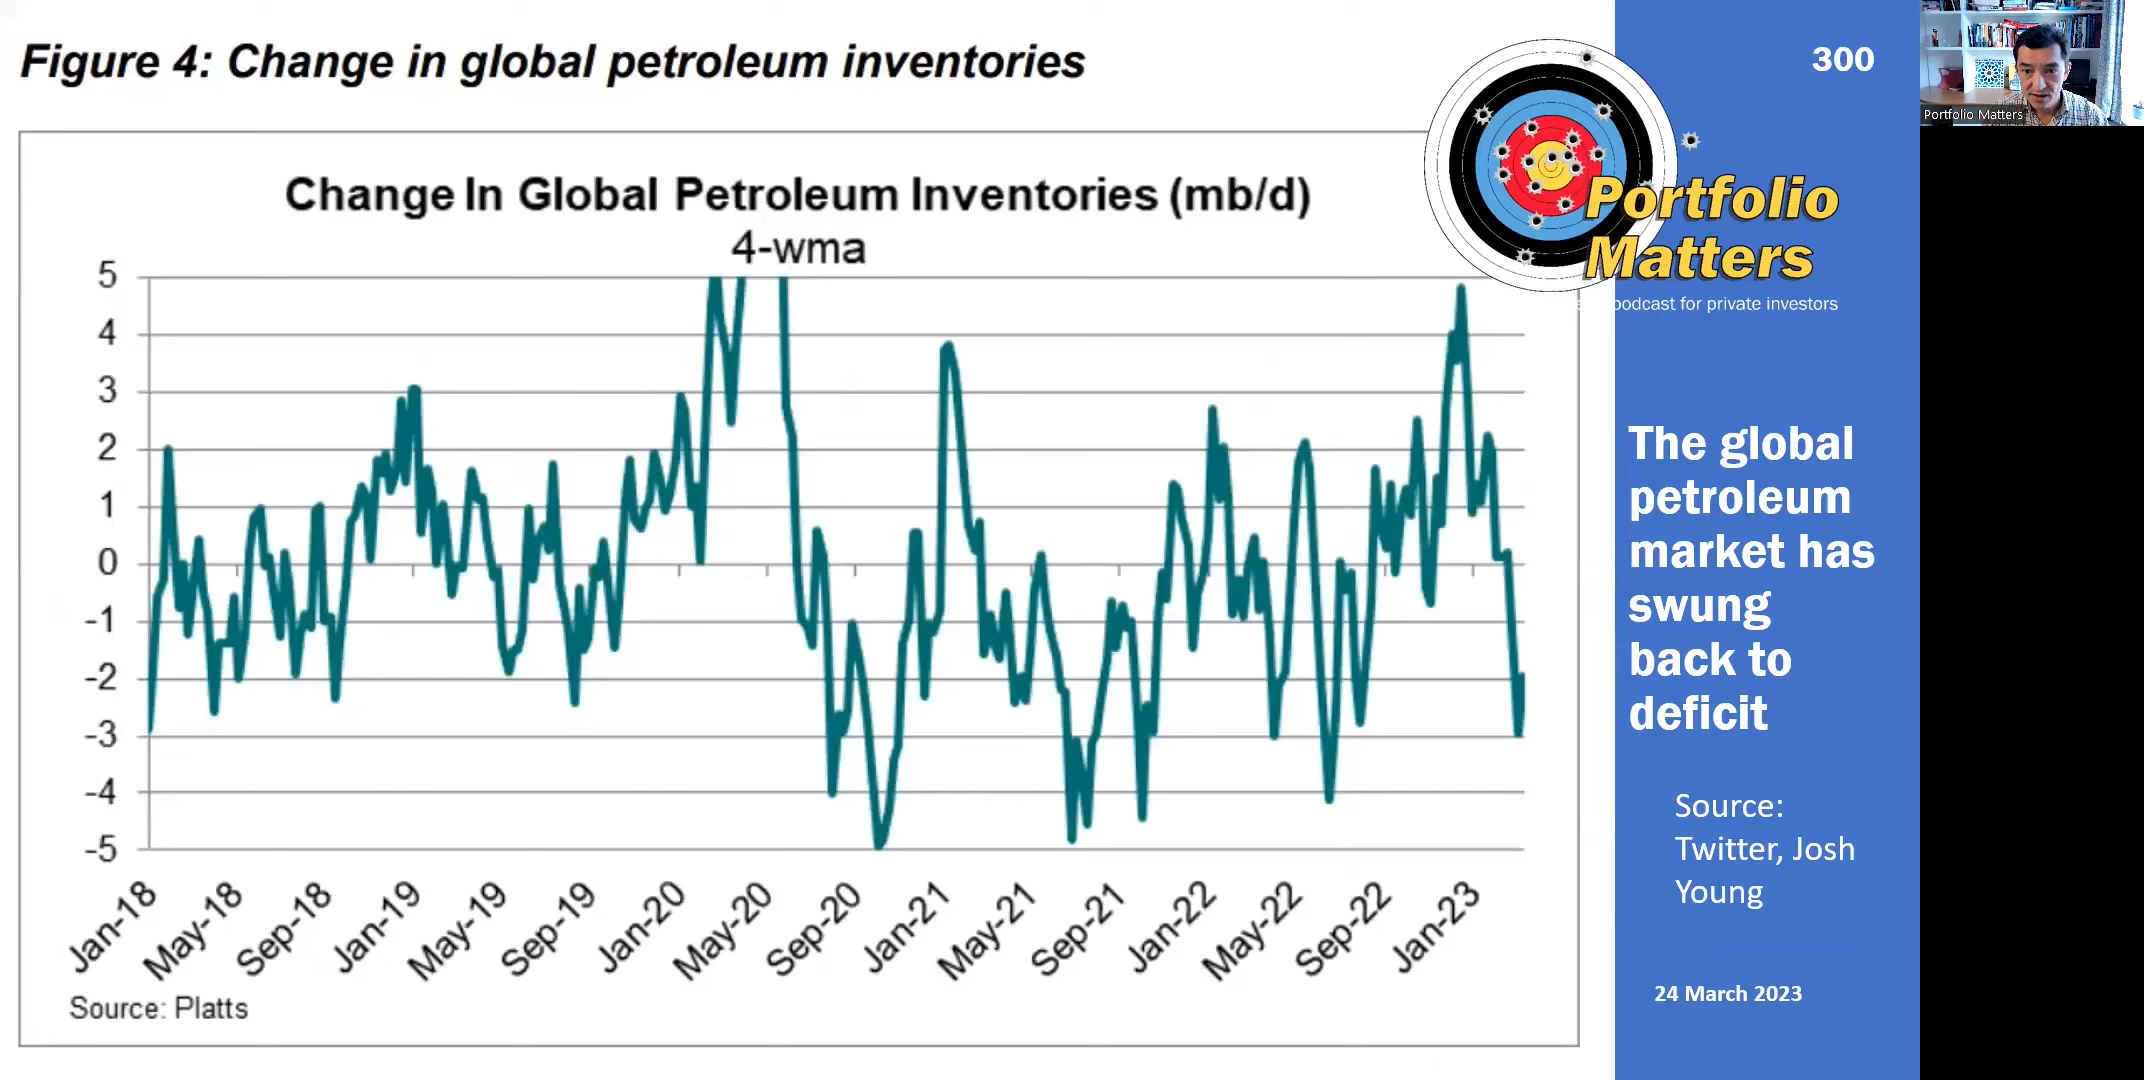 Figure 4: Change in global petroleum inventories
Change In Global Petroleum Inventories (mb/d)
4-wma
5
4
3
2
1
0
-1
-2
-3
-4
-5
Jan-18
May-18
Sep-18
Jan-19
May-19
Sep-19
Jan-20
May-20
Sep-20
Jan-21
May-21
Sep-21
Jan-22
May-22
Sep-22
Jan-23
Source: Platts
300
Portfolio
Matters
podcast for private investors
The global
petroleum
market has
swung
back to
deficit
Source:
Twitter, Josh
Young
24 March 2023
Portfolio Matters